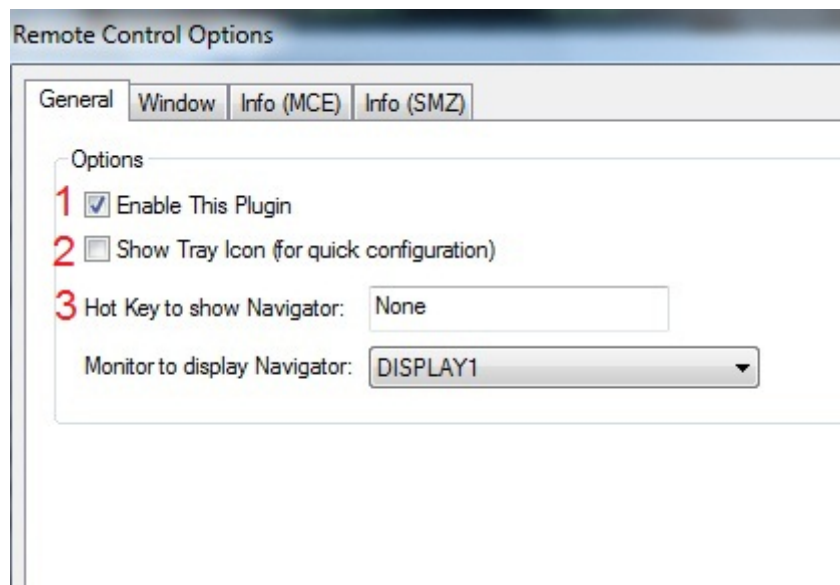 Remote Control Options
General Window Info (MCE) Info (SMZ)
Options
1 Enable This Plugin
2 Show Tray Icon (for quick configuration)
3 Hot Key to show Navigator: None
Monitor to display Navigator: DISPLAY1